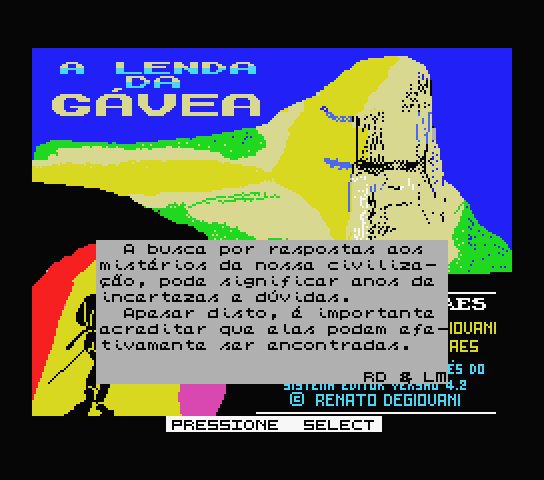 A LENDA
DA
GÁVEA
A busca por respostas aos
mistérios da nossa civiliza-
ção, pode significar anos de
incertezas e dúvidas.
Apesar disto, é importante
acreditar que elas podem efe-
tivamente ser encontradas.
RD & LM
SISTEMA EDITOR VERSÃO 4.2
© RENATO DEGIOVANI
PRESSIONE SELECT